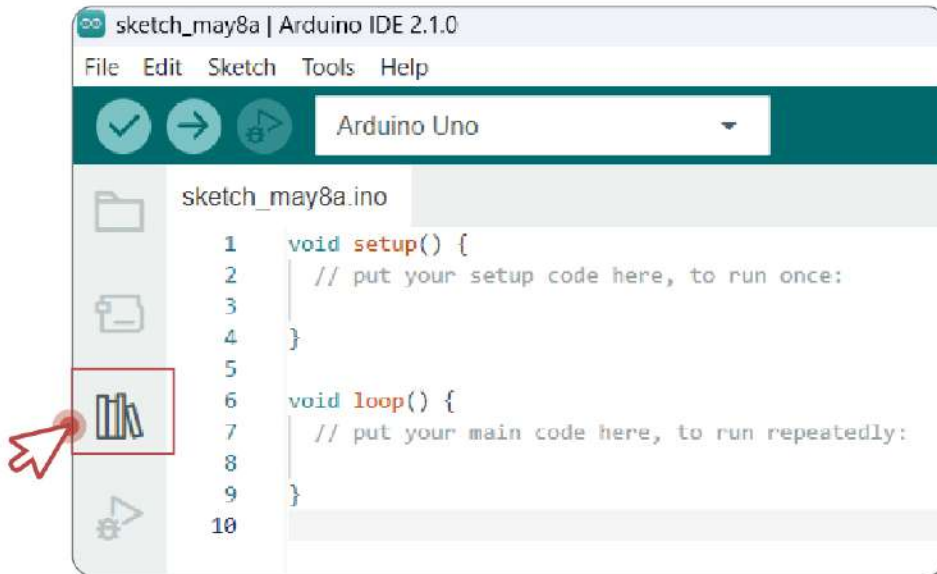 sketch_may8a | Arduino IDE 2.1.0
File Edit Sketch Tools Help
Arduino Uno
sketch_may8a.ino
1 void setup() {
2 // put your setup code here, to run once:
3
4 }
5
6 void loop() {
7 // put your main code here, to run repeatedly:
8
9 }
10